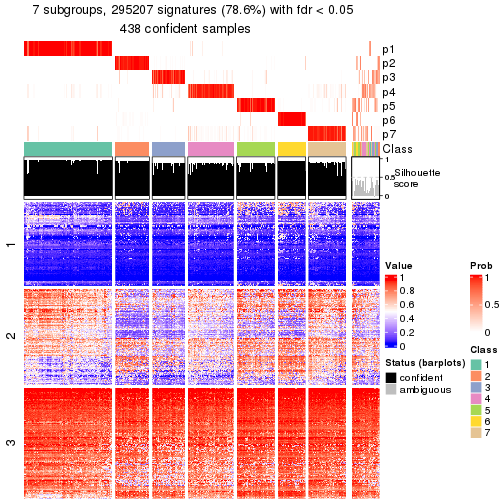 7 subgroups, 295207 signatures (78.6%) with fdr < 0.05
438 confident samples
p1
p2
p3
p4
p5
p6
p7
Class
1
0.5
0
Silhouette
score
1
2
3
Value
1
0.8
0.6
0.4
0.2
0
Prob
1
0.5
0
Status (barplots)
confident
ambiguous
Class
1
2
3
4
5
6
7